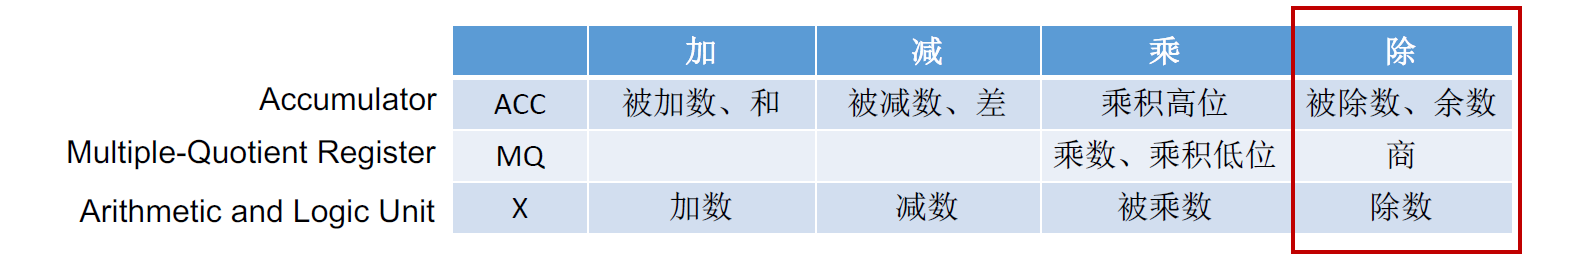 加 减 乘 除
Accumulator ACC 被加数、和 被减数、差 乘积高位 被除数、余数
Multiple-Quotient Register MQ 乘数、乘积低位 商
Arithmetic and Logic Unit X 加数 减数 被乘数 除数